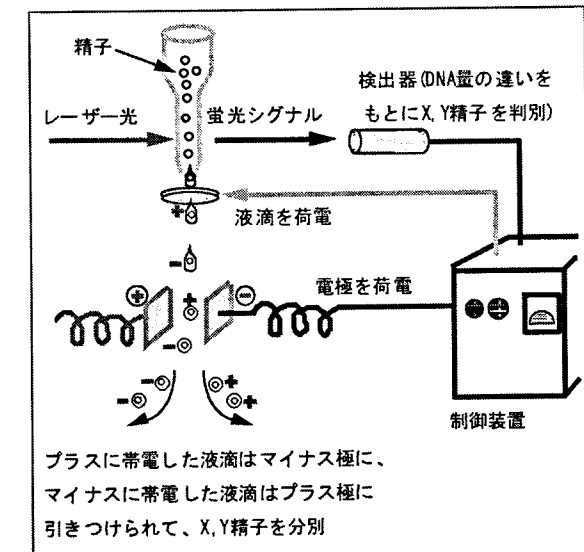 精子
検出器(DNA量の違いを
もとにX,Y精子を判別)
レーザー光
蛍光シグナル
液滴を荷電
電極を荷電
制御装置
プラスに帯電した液滴はマイナス極に、
マイナスに帯電した液滴はプラス極に
引きつけられて、X,Y精子を分別